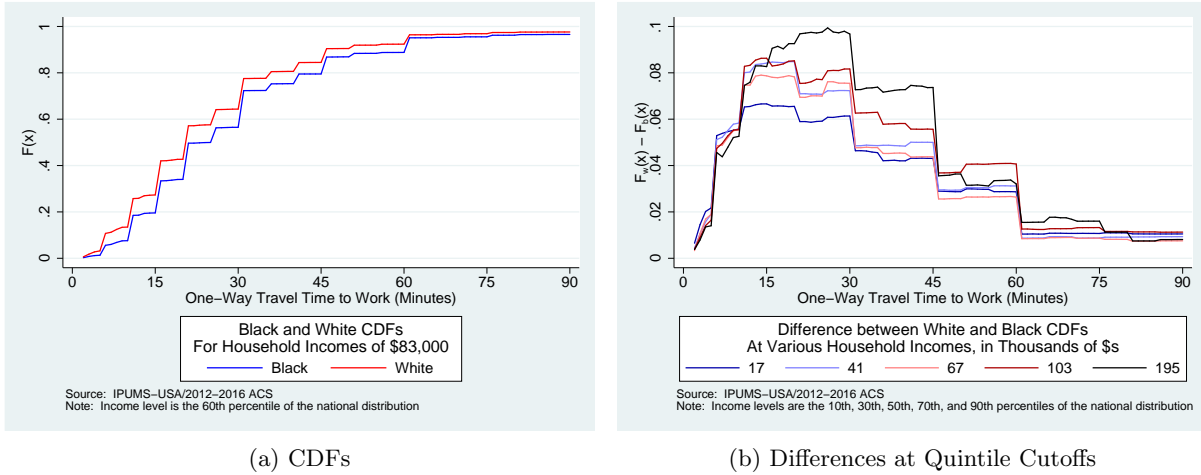 F(x)
1
.8
.6
.4
.2
0
0 15 30 45 60 75 90
One−Way Travel Time to Work (Minutes)
Black and White CDFs
For Household Incomes of $83,000
Black White
Source: IPUMS−USA/2012−2016 ACS
Note: Income level is the 60th percentile of the national distribution
(a) CDFs
F_w(x) − F_b(x)
.1
.08
.06
.04
.02
0
0 15 30 45 60 75 90
One−Way Travel Time to Work (Minutes)
Difference between White and Black CDFs
At Various Household Incomes, in Thousands of $s
17 41 67 103 195
Source: IPUMS−USA/2012−2016 ACS
Note: Income levels are the 10th, 30th, 50th, 70th, and 90th percentiles of the national distribution
(b) Differences at Quintile Cutoffs